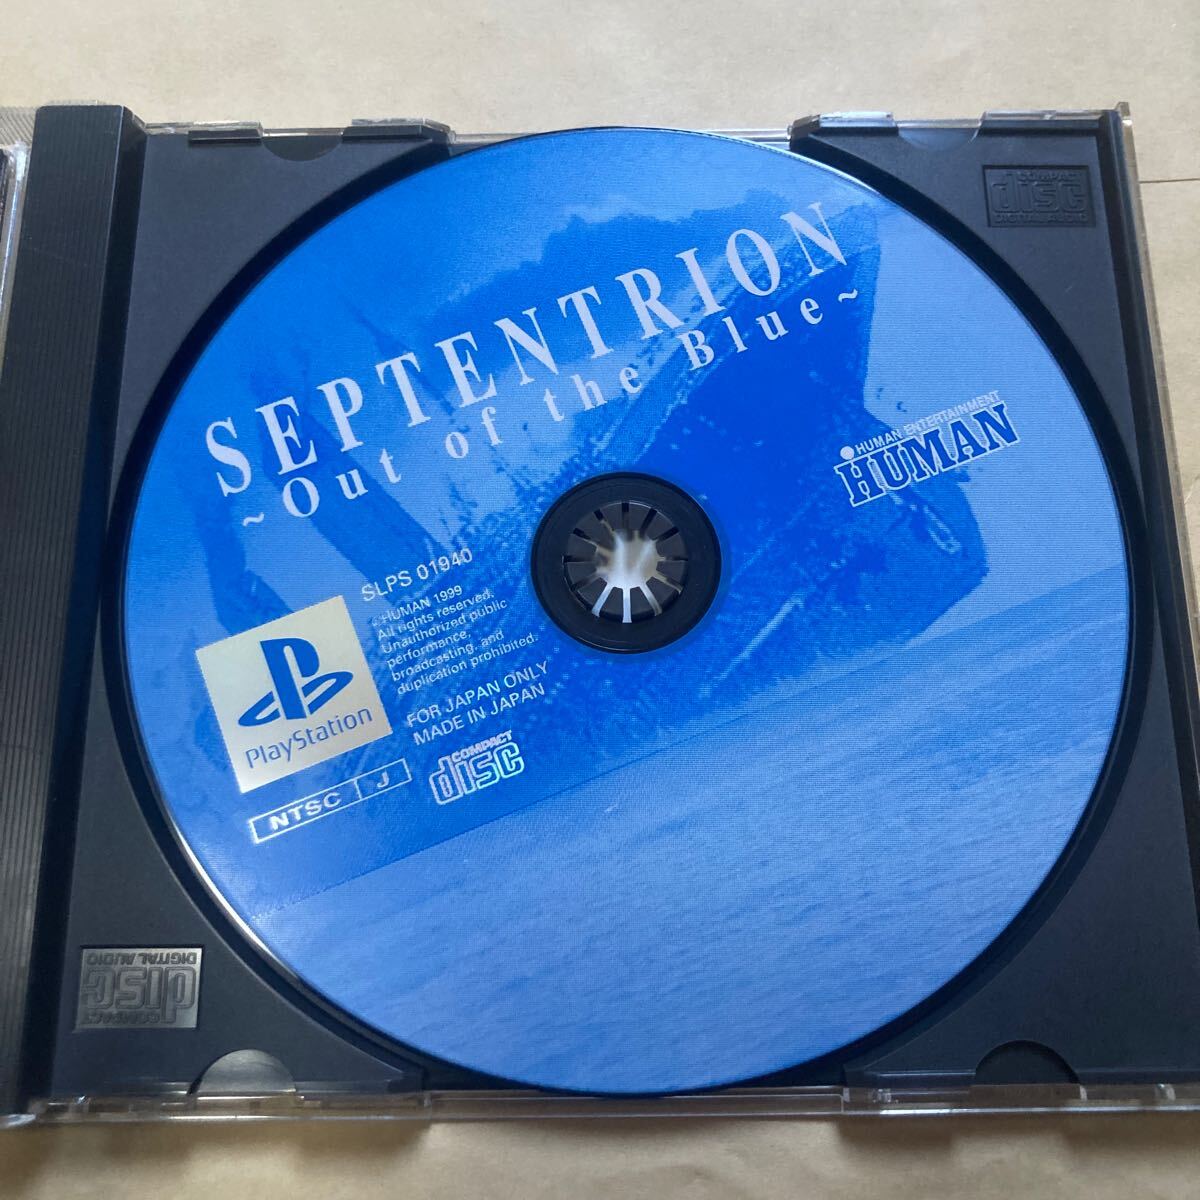 SEPTENTRION
~Out of the Blue~
HUMAN ENTERTAINMENT
HUMAN
SLPS 01940
HUMAN 1999
All rights reserved.
Unauthorized public
performance,
broadcasting, and
duplication prohibited.
FOR JAPAN ONLY
MADE IN JAPAN
PlayStation
NTSC J
COMPACT
disc
COMPACT
disc
DIGITAL AUDIO
COMPACT
disc
DIGITAL AUDIO